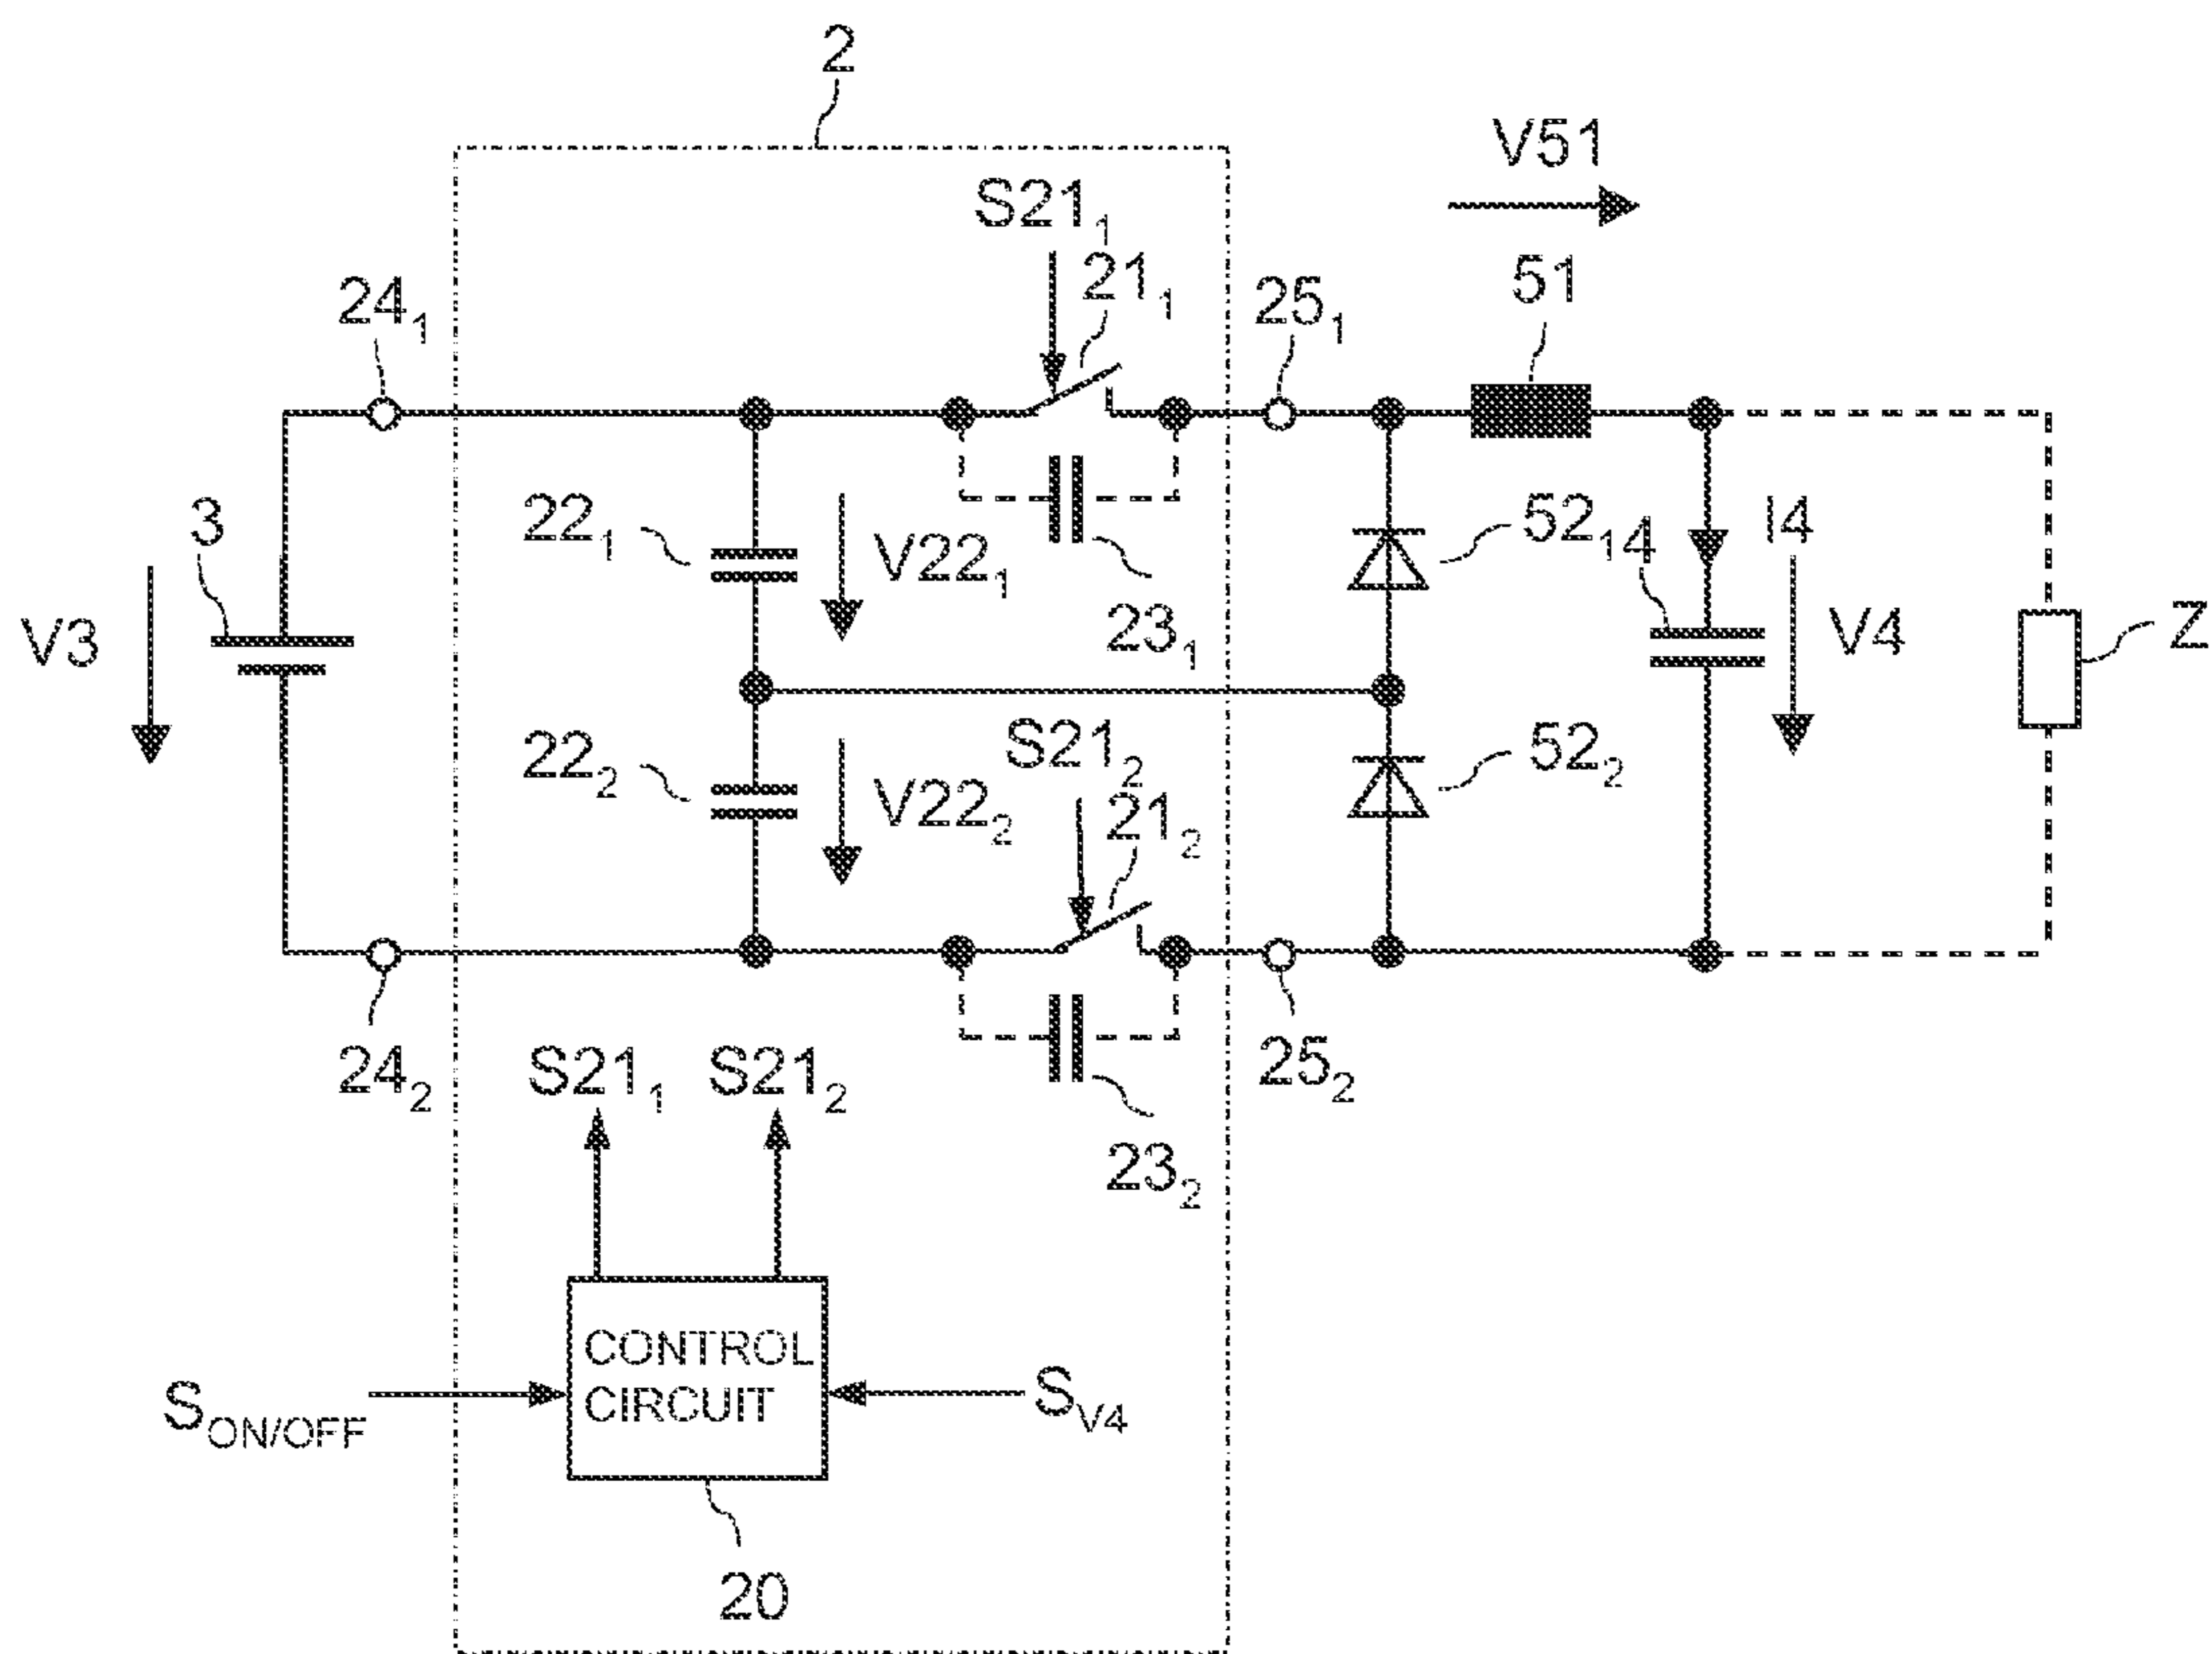 2
V51
S21₁
21₁
24₁
25₁
51
3
22₁
V22₁
23₁
52₁
4
I4
V3
V4
Z
22₂
V22₂
S21₂
21₂
52₂
24₂
25₂
S21₁
S21₂
23₂
CONTROL
CIRCUIT
S_ON/OFF
S_V4
20